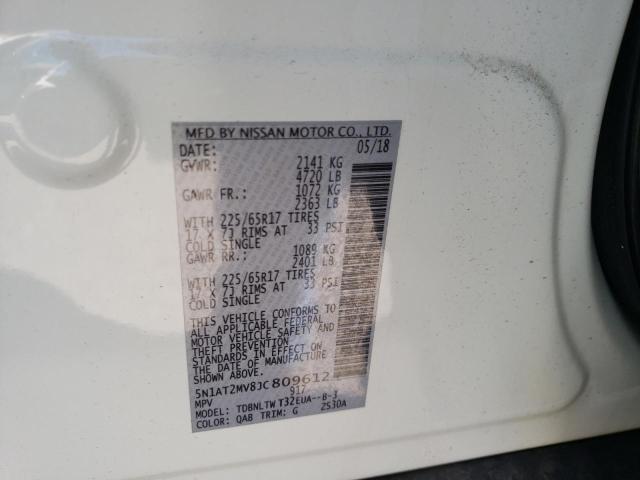 MFD BY NISSAN MOTOR CO., LTD.
DATE: 05/18
GVWR: 2141 KG
4720 LB
GAWR FR.: 1072 KG
2363 LB
WITH 225/65R17 TIRES
17 X 7J RIMS AT 33 PSI
COLD SINGLE
GAWR RR.: 1089 KG
2401 LB
WITH 225/65R17 TIRES
17 X 7J RIMS AT 33 PSI
COLD SINGLE
THIS VEHICLE CONFORMS TO
ALL APPLICABLE FEDERAL
MOTOR VEHICLE SAFETY AND
THEFT PREVENTION
STANDARDS IN EFFECT ON
THE DATE OF MANUFACTURE
5N1AT2MV8JC809612
917
MPV
MODEL: TDBNLTW T32EUA--B-3
COLOR: QAB TRIM: G 2S30A